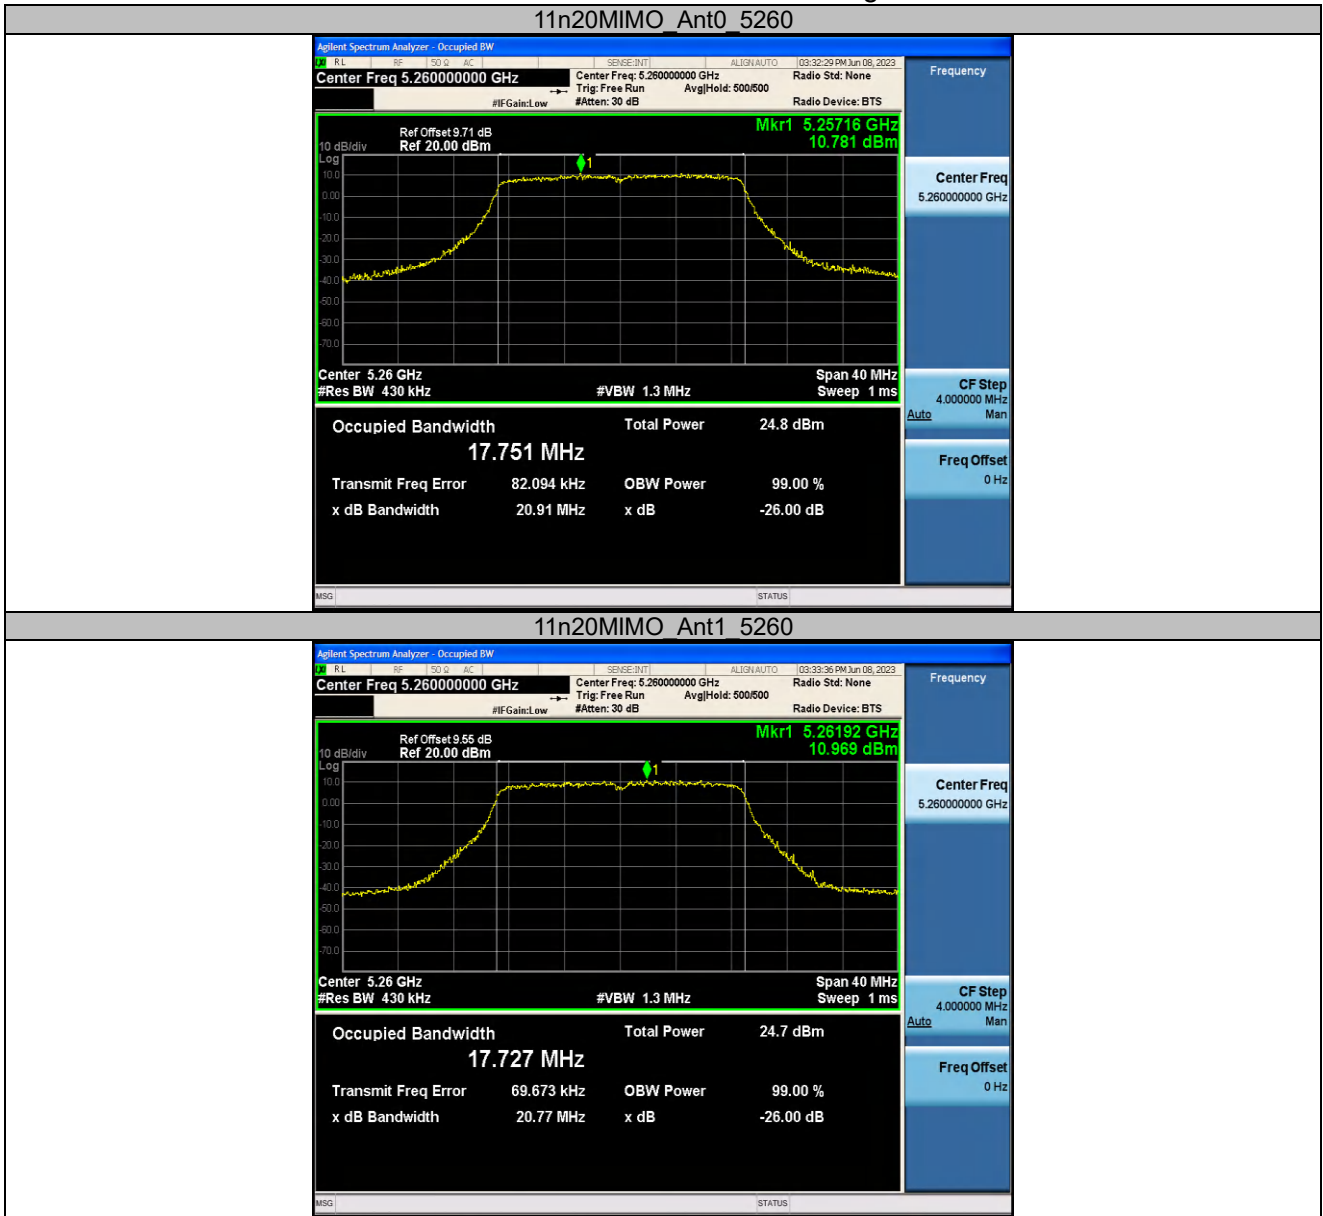 11n20MIMO_Ant0_5260
Agilent Spectrum Analyzer - Occupied BW
RL RF 50 Ω AC SENSE:INT ALIGN AUTO 03:32:29 PM Jun 08, 2023
Center Freq 5.260000000 GHz
Center Freq: 5.260000000 GHz Radio Std: None
Trig: Free Run Avg|Hold: 500/500
#IFGain:Low #Atten: 30 dB Radio Device: BTS
Frequency
Mkr1 5.25716 GHz
10.781 dBm
Ref Offset 9.71 dB
10 dB/div Ref 20.00 dBm
Log
1
10.0
0.00
-10.0
-20.0
-30.0
-40.0
-50.0
-60.0
-70.0
Center 5.26 GHz Span 40 MHz
#Res BW 430 kHz #VBW 1.3 MHz Sweep 1 ms
Occupied Bandwidth Total Power 24.8 dBm
17.751 MHz
Transmit Freq Error 82.094 kHz OBW Power 99.00 %
x dB Bandwidth 20.91 MHz x dB -26.00 dB
Center Freq
5.260000000 GHz
CF Step
4.000000 MHz
Auto Man
Freq Offset
0 Hz
MSG STATUS
11n20MIMO_Ant1_5260
Agilent Spectrum Analyzer - Occupied BW
RL RF 50 Ω AC SENSE:INT ALIGN AUTO 03:33:36 PM Jun 08, 2023
Center Freq 5.260000000 GHz
Center Freq: 5.260000000 GHz Radio Std: None
Trig: Free Run Avg|Hold: 500/500
#IFGain:Low #Atten: 30 dB Radio Device: BTS
Frequency
Mkr1 5.26192 GHz
10.969 dBm
Ref Offset 9.55 dB
10 dB/div Ref 20.00 dBm
Log
1
10.0
0.00
-10.0
-20.0
-30.0
-40.0
-50.0
-60.0
-70.0
Center 5.26 GHz Span 40 MHz
#Res BW 430 kHz #VBW 1.3 MHz Sweep 1 ms
Occupied Bandwidth Total Power 24.7 dBm
17.727 MHz
Transmit Freq Error 69.673 kHz OBW Power 99.00 %
x dB Bandwidth 20.77 MHz x dB -26.00 dB
Center Freq
5.260000000 GHz
CF Step
4.000000 MHz
Auto Man
Freq Offset
0 Hz
MSG STATUS